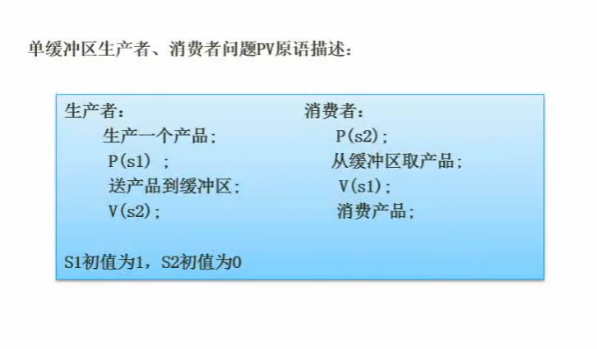 单缓冲区生产者、消费者问题PV原语描述：
生产者：
生产一个产品；
P(s1) ；
送产品到缓冲区；
V(s2)；
消费者：
P(s2)；
从缓冲区取产品；
V(s1)；
消费产品；
S1初值为1，S2初值为0